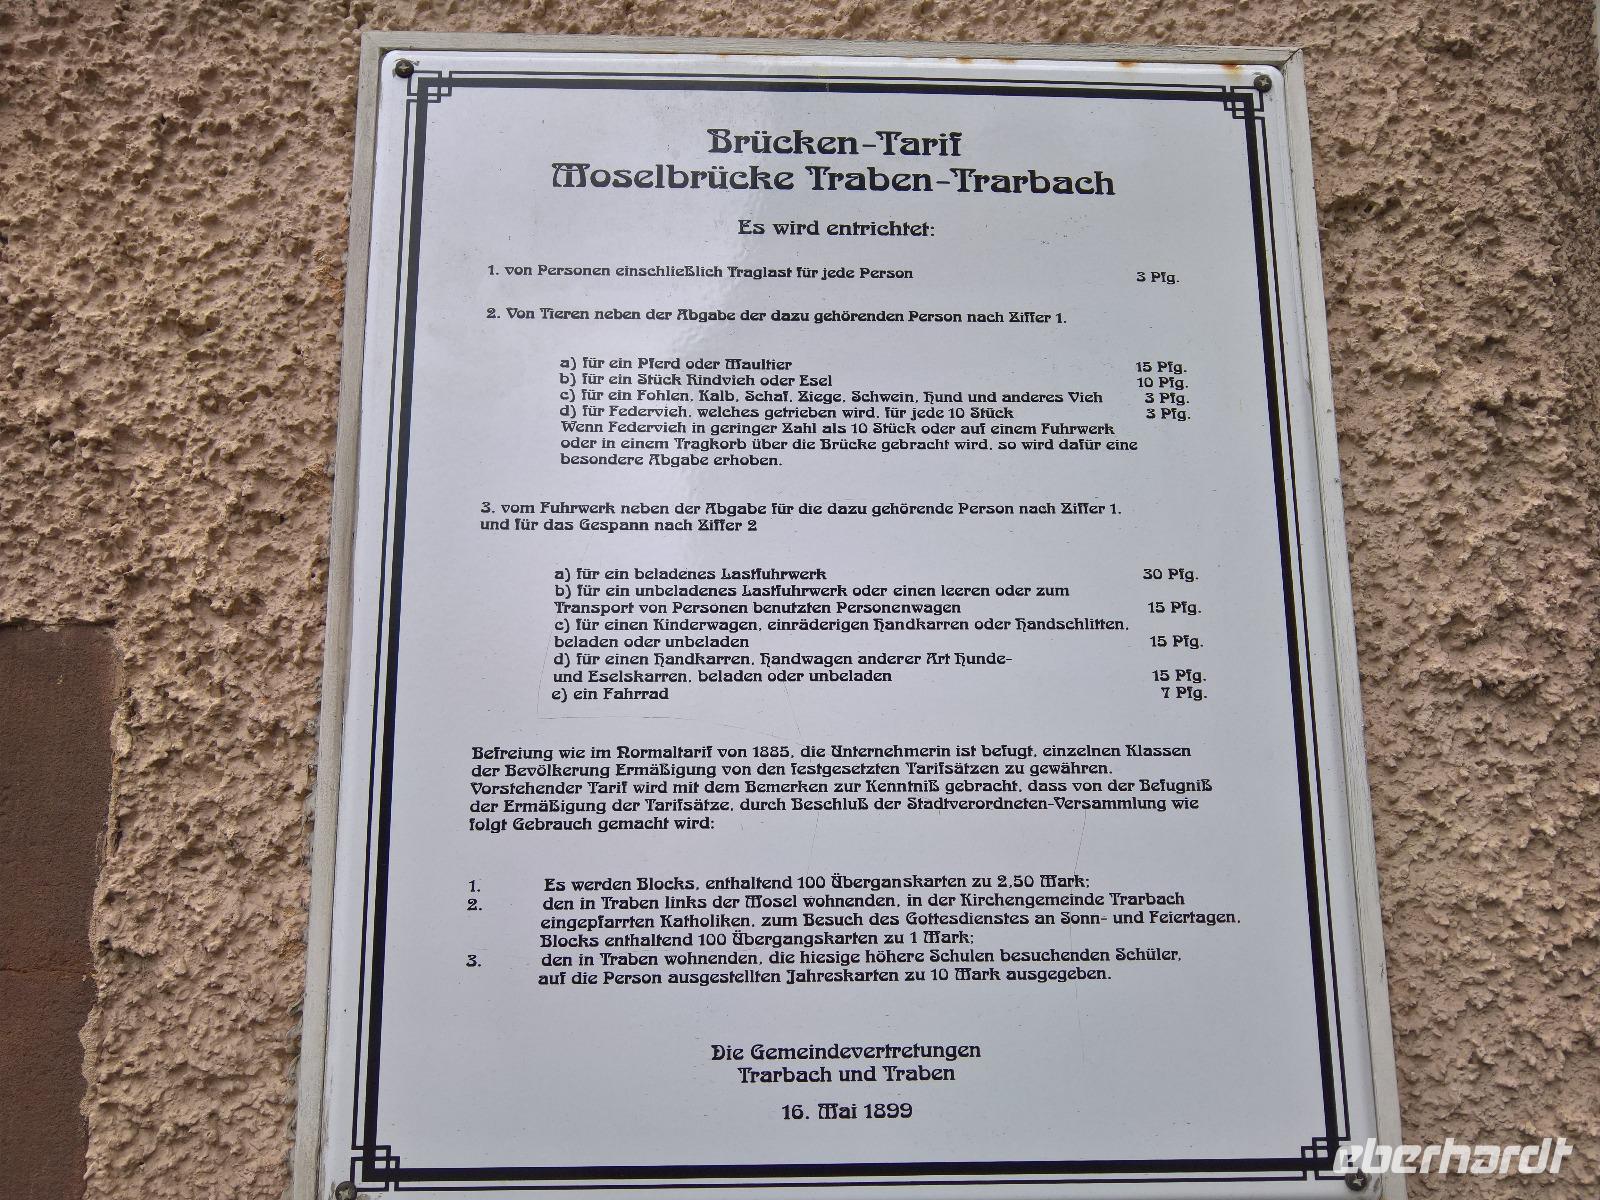 Brücken-Tarif
Moselbrücke Traben-Trarbach
Es wird entrichtet:
1. von Personen einschließlich Traglast für jede Person 3 Pfg.
2. Von Tieren neben der Abgabe der dazu gehörenden Person nach Ziffer 1.
a) für ein Pferd oder Maultier 15 Pfg.
b) für ein Stück Rindvieh oder Esel 10 Pfg.
c) für ein Fohlen, Kalb, Schaf, Ziege, Schwein, Hund und anderes Vieh 3 Pfg.
d) für Federvieh, welches getrieben wird, für jede 10 Stück 3 Pfg.
Wenn Federvieh in geringer Zahl als 10 Stück oder auf einem Fuhrwerk
oder in einem Tragkorb über die Brücke gebracht wird, so wird dafür eine
besondere Abgabe erhoben.
3. vom Fuhrwerk neben der Abgabe für die dazu gehörende Person nach Ziffer 1.
und für das Gespann nach Ziffer 2
a) für ein beladenes Lastfuhrwerk 30 Pfg.
b) für ein unbeladenes Lastfuhrwerk oder einen leeren oder zum
Transport von Personen benutzten Personenwagen 15 Pfg.
c) für einen Kinderwagen, einräderigen Handkarren oder Handschlitten,
beladen oder unbeladen 15 Pfg.
d) für einen Handkarren, Handwagen anderer Art Hunde-
und Eselskarren, beladen oder unbeladen 15 Pfg.
e) ein Fahrrad 7 Pfg.
Befreiung wie im Normaltarif von 1885, die Unternehmerin ist befugt, einzelnen Klassen
der Bevölkerung Ermäßigung von den festgesetzten Tarifsätzen zu gewähren.
Vorstehender Tarif wird mit dem Bemerken zur Kenntniß gebracht, dass von der Befugniß
der Ermäßigung der Tarifsätze, durch Beschluß der Stadtverordneten-Versammlung wie
folgt Gebrauch gemacht wird:
1. Es werden Blocks, enthaltend 100 Überganskarten zu 2,50 Mark;
2. den in Traben links der Mosel wohnenden, in der Kirchengemeinde Trarbach
eingepfarrten Katholiken, zum Besuch des Gottesdienstes an Sonn- und Feiertagen,
Blocks enthaltend 100 Übergangskarten zu 1 Mark;
3. den in Traben wohnenden, die hiesige höhere Schulen besuchenden Schüler,
auf die Person ausgestellten Jahreskarten zu 10 Mark ausgegeben.
Die Gemeindevertretungen
Trarbach und Traben
16. Mai 1899
eberhardt